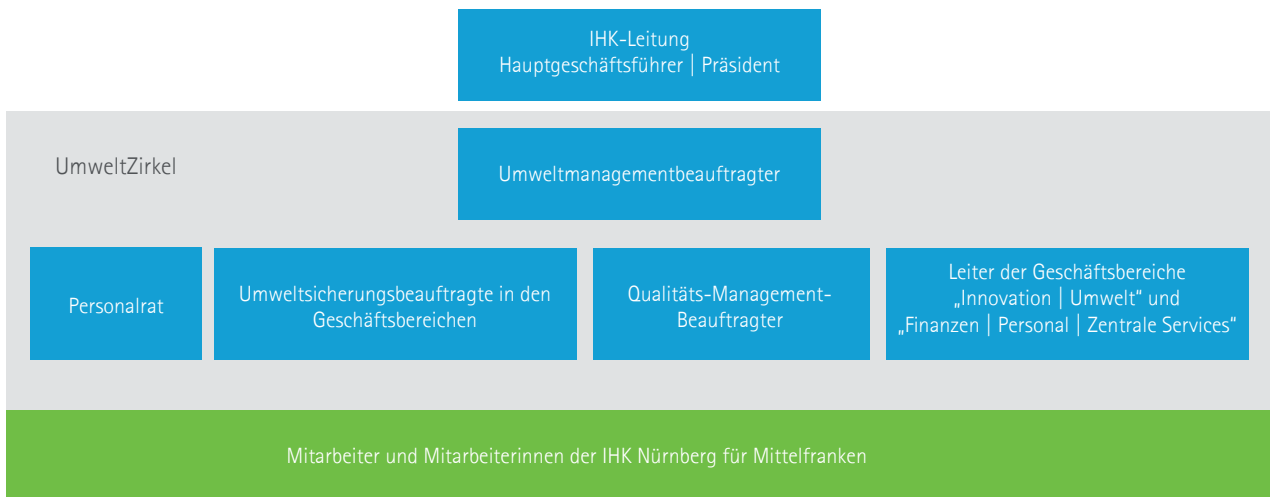 IHK-Leitung
Hauptgeschäftsführer | Präsident
UmweltZirkel
Umweltmanagementbeauftragter
Personalrat
Umweltsicherungsbeauftragte in den
Geschäftsbereichen
Qualitäts-Management-
Beauftragter
Leiter der Geschäftsbereiche
„Innovation | Umwelt" und
„Finanzen | Personal | Zentrale Services"
Mitarbeiter und Mitarbeiterinnen der IHK Nürnberg für Mittelfranken